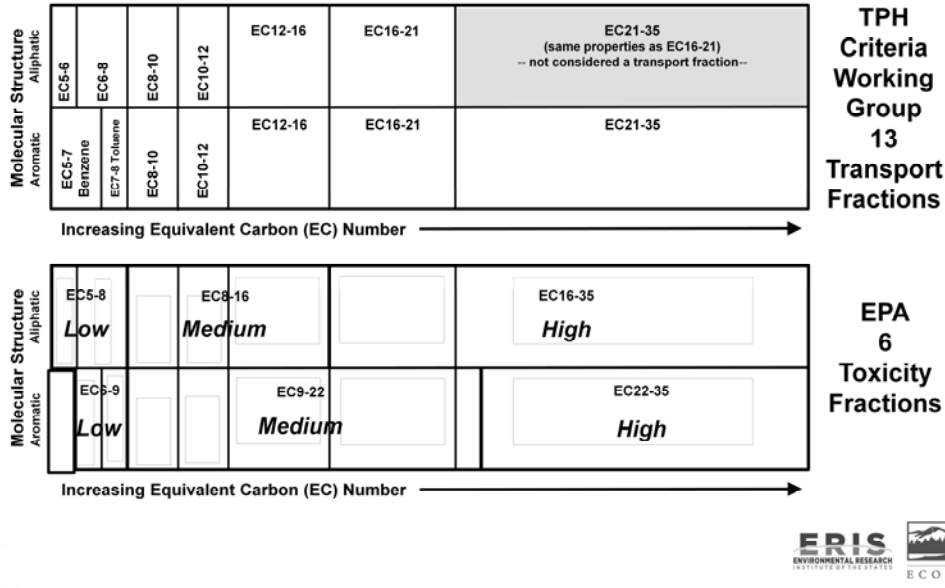 Molecular Structure
Aliphatic
EC5-6
EC6-8
EC8-10
EC10-12
EC12-16
EC16-21
EC21-35
(same properties as EC16-21)
-- not considered a transport fraction--
Aromatic
EC5-7
Benzene
EC7-8 Toluene
EC8-10
EC10-12
EC12-16
EC16-21
EC21-35
Increasing Equivalent Carbon (EC) Number
TPH
Criteria
Working
Group
13
Transport
Fractions
Molecular Structure
Aliphatic
EC5-8
Low
EC8-16
Medium
EC16-35
High
Aromatic
EC6-9
Low
EC9-22
Medium
EC22-35
High
Increasing Equivalent Carbon (EC) Number
EPA
6
Toxicity
Fractions
ERIS
ENVIRONMENTAL RESEARCH
INSTITUTE OF THE STATES
ECO